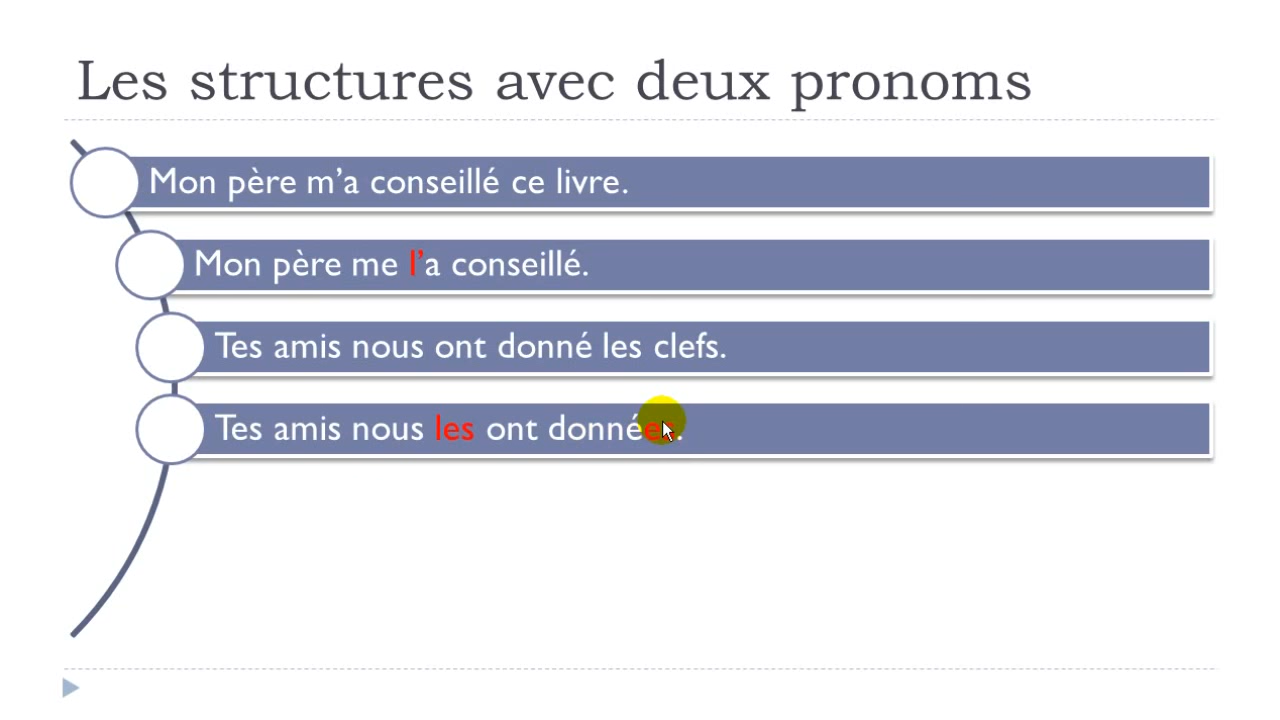 Les structures avec deux pronoms
Mon père m’a conseillé ce livre.
Mon père me l’a conseillé.
Tes amis nous ont donné les clefs.
Tes amis nous les ont données.